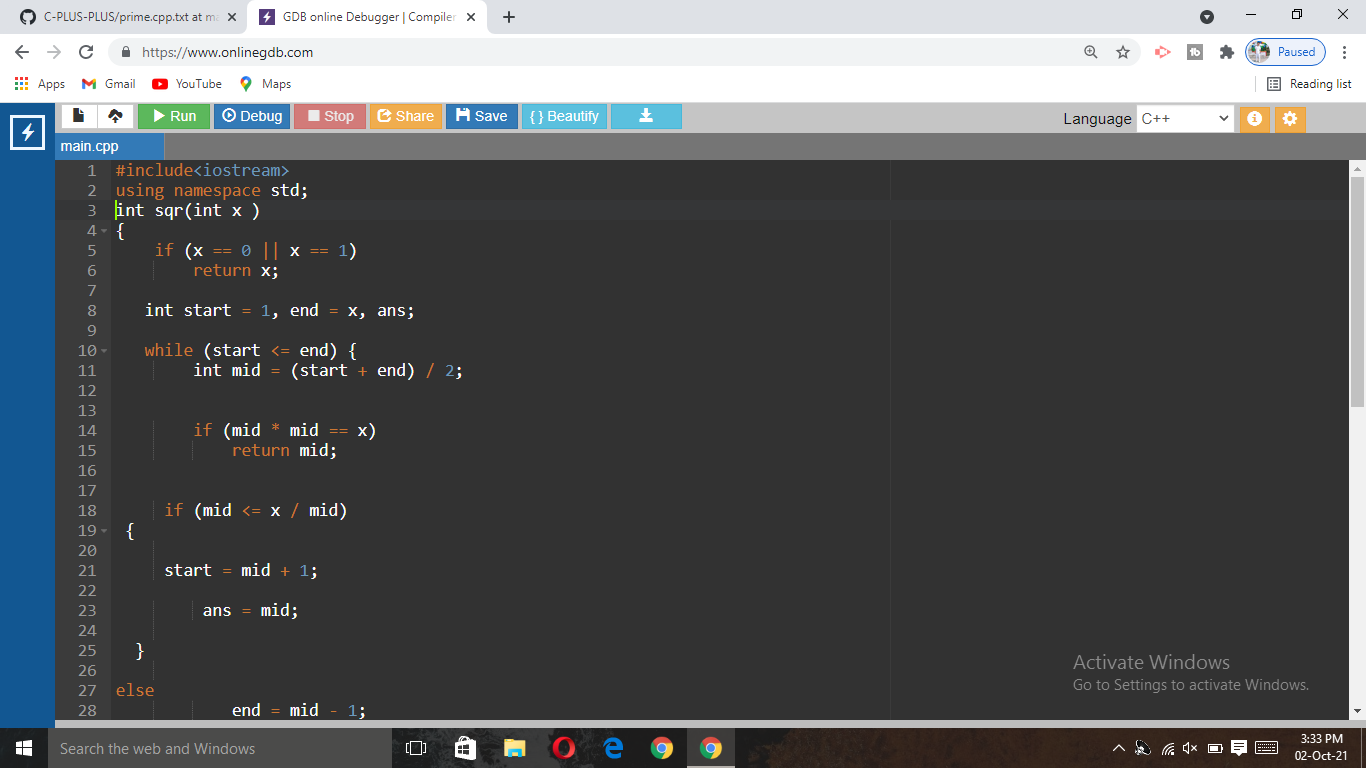 C-PLUS-PLUS/prime.cpp.txt at ma
GDB online Debugger | Compiler
https://www.onlinegdb.com
Paused
Apps
Gmail
YouTube
Maps
Reading list
Run
Debug
Stop
Share
Save
{ } Beautify
Language
C++
main.cpp
1 #include<iostream>
2 using namespace std;
3 int sqr(int x )
4 {
5 if (x == 0 || x == 1)
6 return x;
7
8 int start = 1, end = x, ans;
9
10 while (start <= end) {
11 int mid = (start + end) / 2;
12
13
14 if (mid * mid == x)
15 return mid;
16
17
18 if (mid <= x / mid)
19 {
20
21 start = mid + 1;
22
23 ans = mid;
24
25 }
26
27 else
28 end = mid - 1;
Activate Windows
Go to Settings to activate Windows.
Search the web and Windows
3:33 PM
02-Oct-21